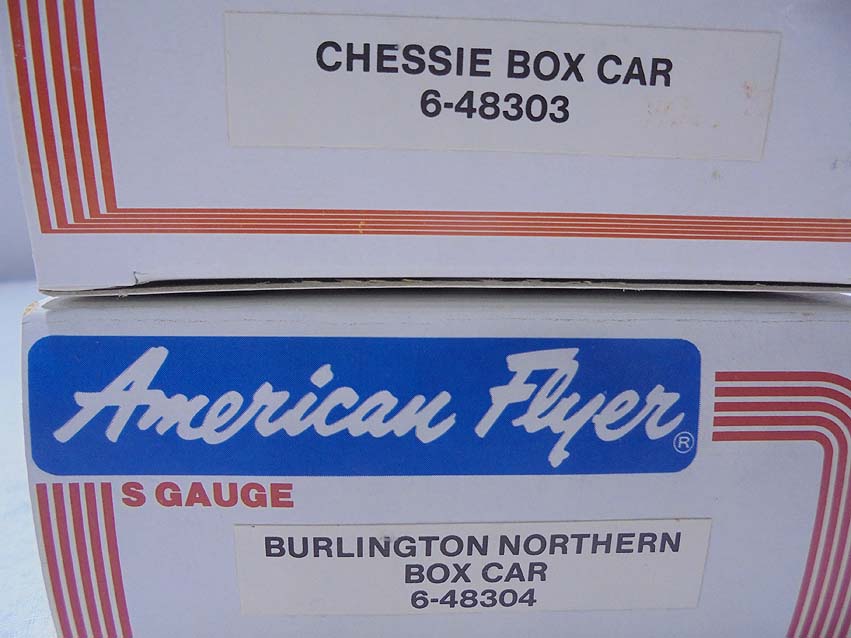 CHESSIE BOX CAR
6-48303
American Flyer®
S GAUGE
BURLINGTON NORTHERN
BOX CAR
6-48304